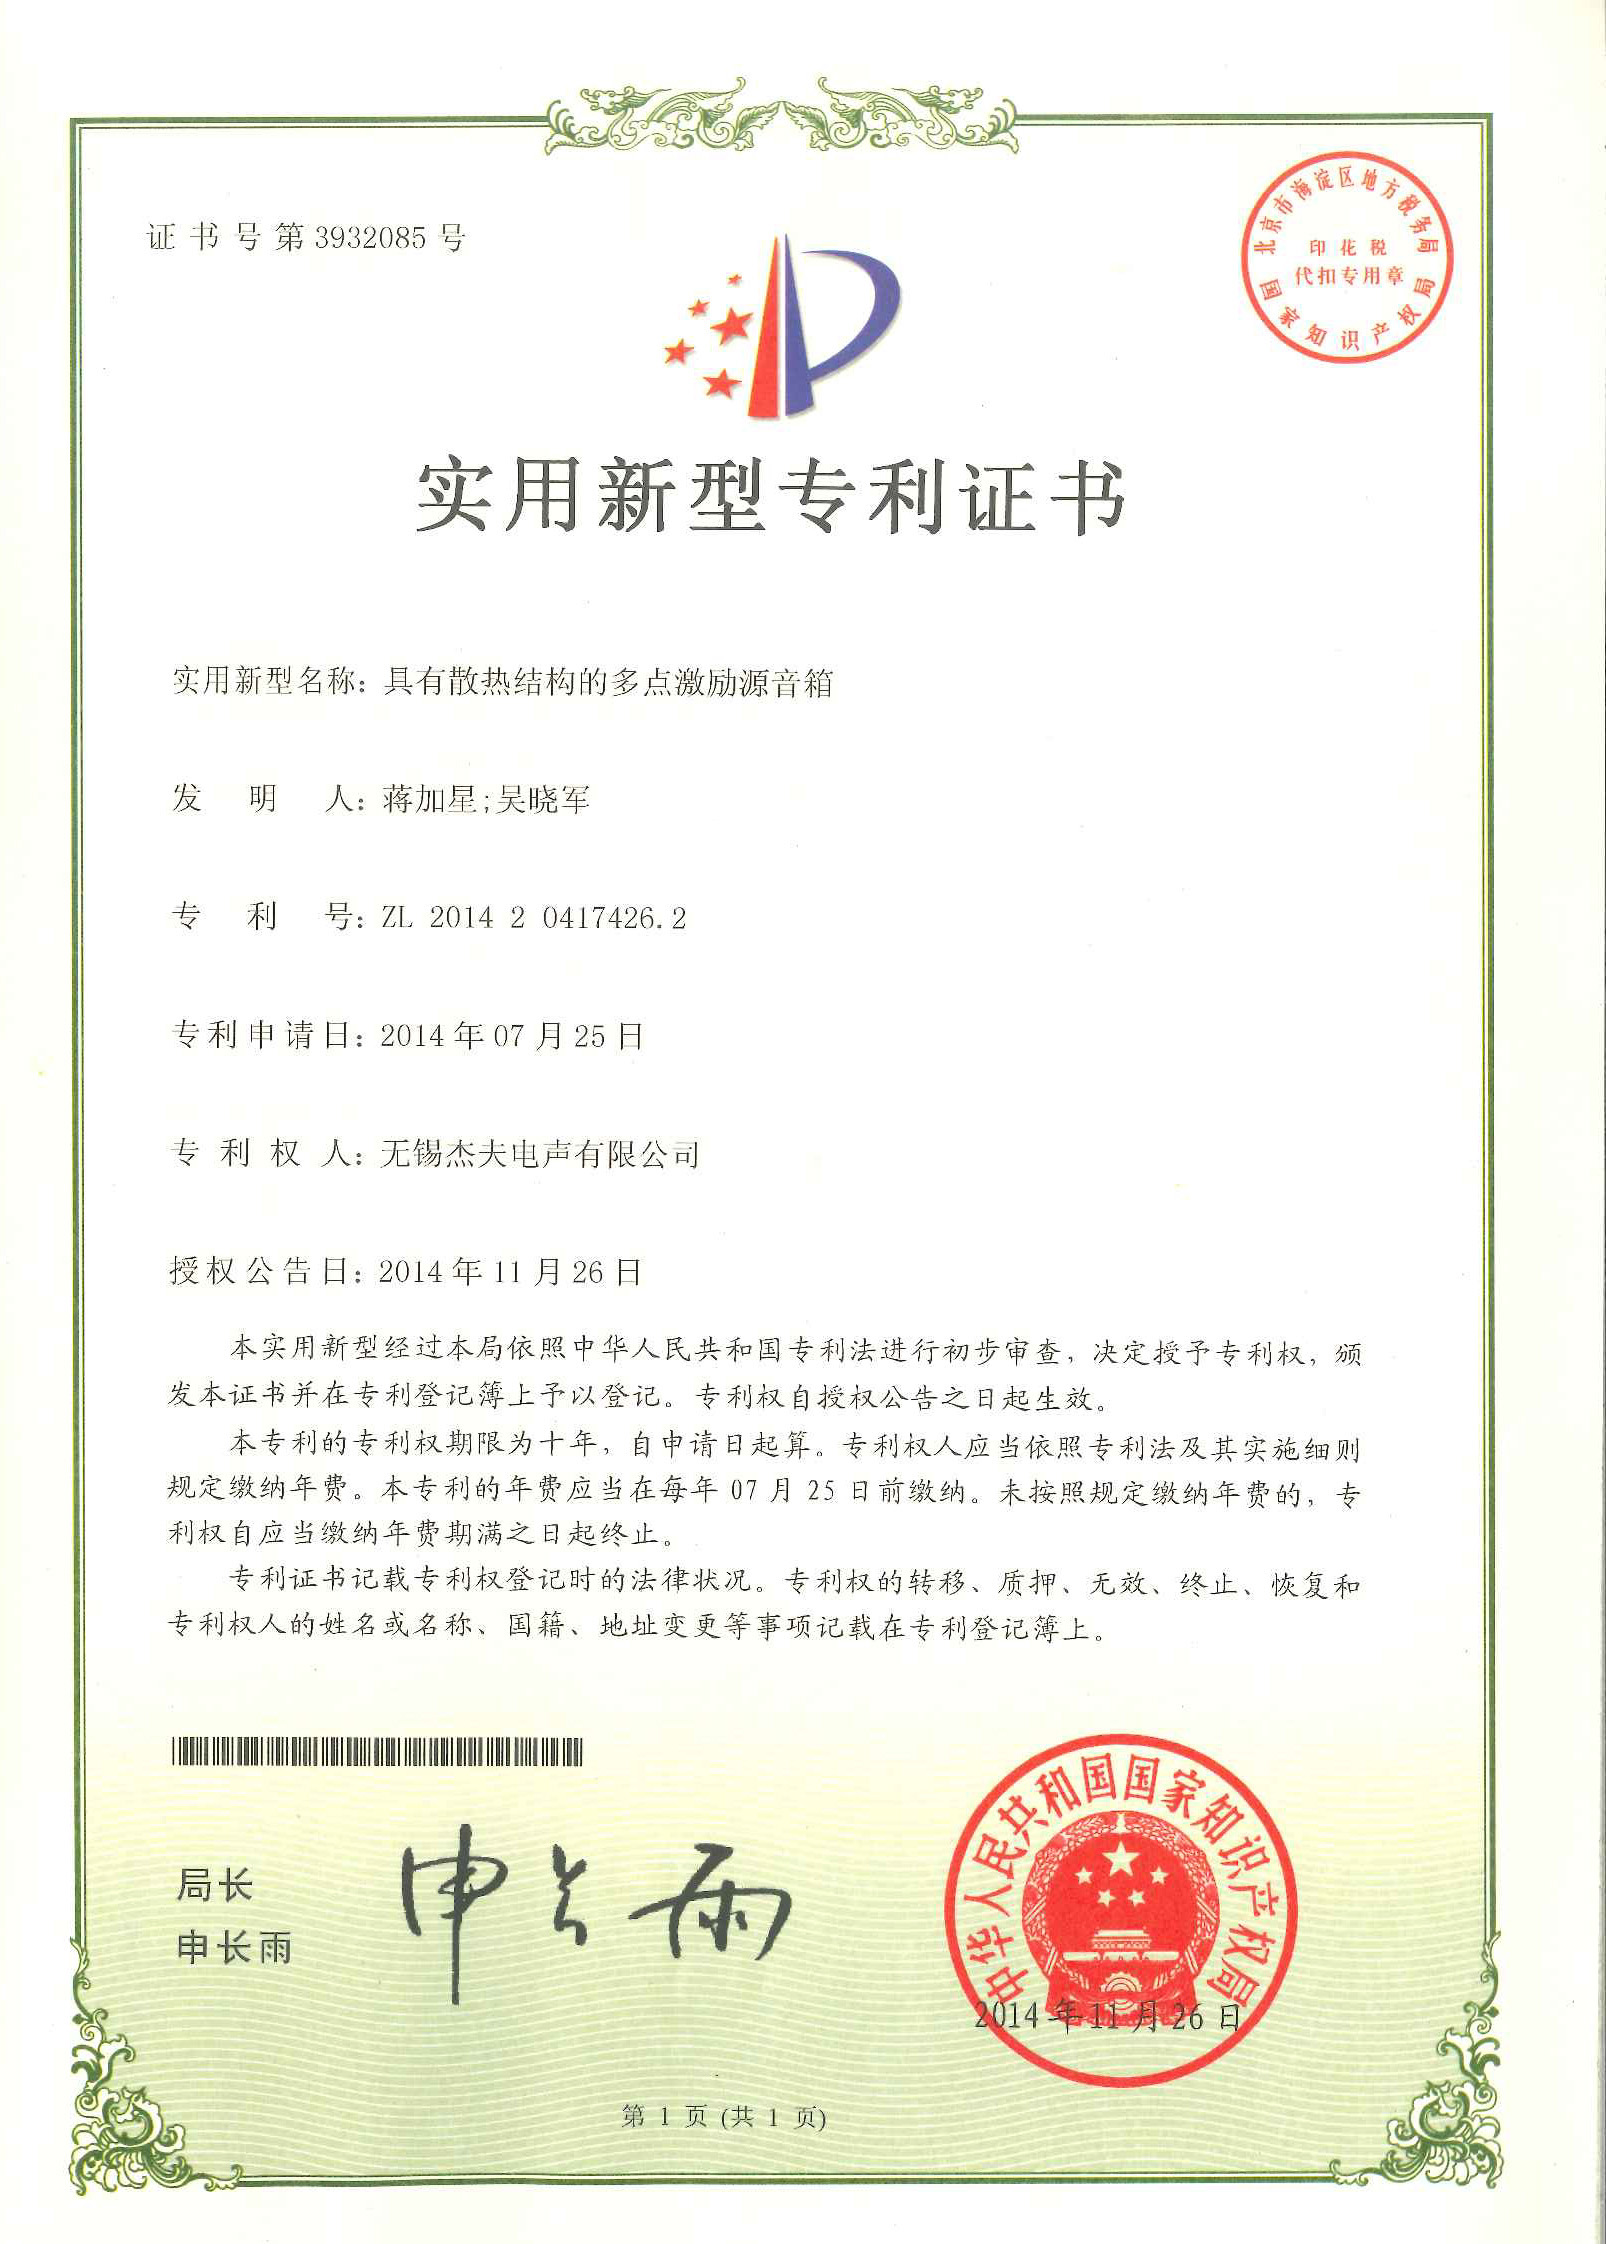 证书号第3932085号
北京市海淀区地方税务局
印花税
代扣专用章
国家知识产权局
实用新型专利证书
实用新型名称：具有散热结构的多点激励源音箱
发明人：蒋加星;吴晓军
专利号：ZL 2014 2 0417426.2
专利申请日：2014年07月25日
专利权人：无锡杰夫电声有限公司
授权公告日：2014年11月26日
本实用新型经过本局依照中华人民共和国专利法进行初步审查，决定授予专利权，颁
发本证书并在专利登记簿上予以登记。专利权自授权公告之日起生效。
本专利的专利权期限为十年，自申请日起算。专利权人应当依照专利法及其实施细则
规定缴纳年费。本专利的年费应当在每年07月25日前缴纳。未按照规定缴纳年费的，专
利权自应当缴纳年费期满之日起终止。
专利证书记载专利权登记时的法律状况。专利权的转移、质押、无效、终止、恢复和
专利权人的姓名或名称、国籍、地址变更等事项记载在专利登记簿上。
局长
申长雨
申长雨
中华人民共和国国家知识产权局
2014年11月26日
第 1 页 (共 1 页)